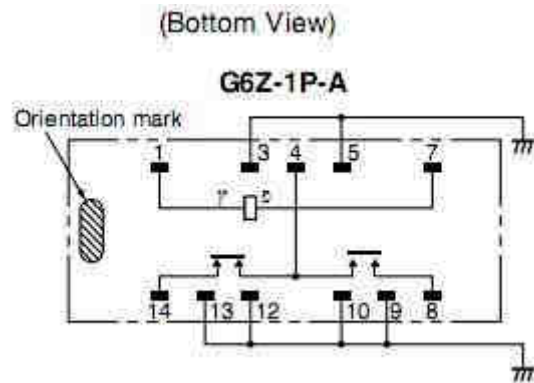 (Bottom View)
G6Z-1P-A
Orientation mark
1 3 4 5 7
14 13 12 10 9 8